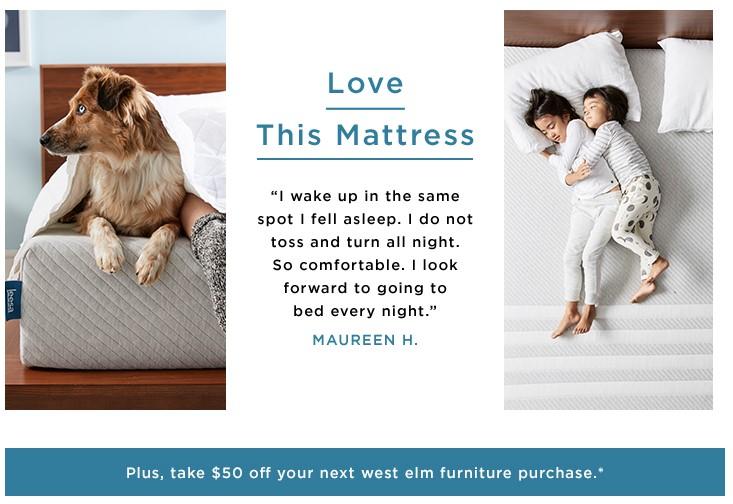 Love
This Mattress
“I wake up in the same
spot I fell asleep. I do not
toss and turn all night.
So comfortable. I look
forward to going to
bed every night.”
MAUREEN H.
leesa
Plus, take $50 off your next west elm furniture purchase.*